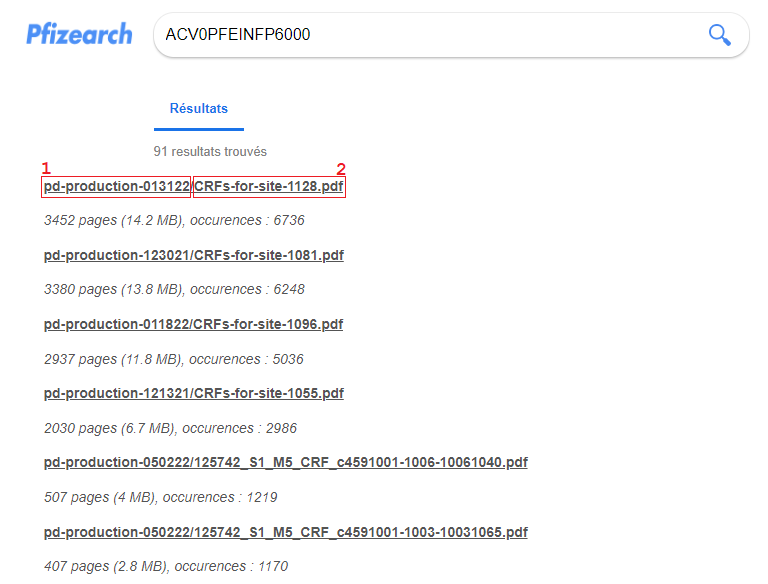 Pfizearch ACV0PFEINFP6000
Résultats
91 resultats trouvés
1 2
pd-production-013122/CRFs-for-site-1128.pdf
3452 pages (14.2 MB), occurences : 6736
pd-production-123021/CRFs-for-site-1081.pdf
3380 pages (13.8 MB), occurences : 6248
pd-production-011822/CRFs-for-site-1096.pdf
2937 pages (11.8 MB), occurences : 5036
pd-production-121321/CRFs-for-site-1055.pdf
2030 pages (6.7 MB), occurences : 2986
pd-production-050222/125742_S1_M5_CRF_c4591001-1006-10061040.pdf
507 pages (4 MB), occurences : 1219
pd-production-050222/125742_S1_M5_CRF_c4591001-1003-10031065.pdf
407 pages (2.8 MB), occurences : 1170